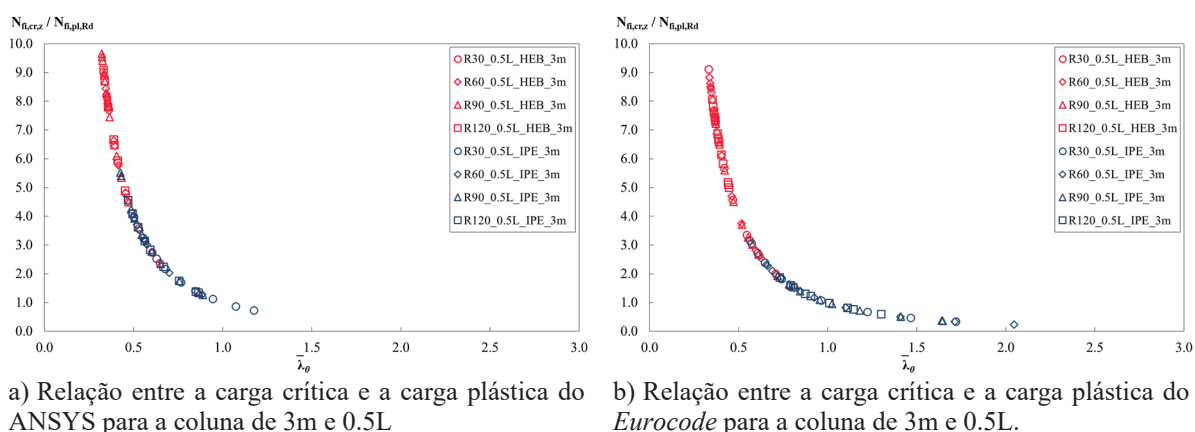 N_fi,cr,z / N_fi,pl,Rd
10.0
9.0
8.0
7.0
6.0
5.0
4.0
3.0
2.0
1.0
0.0
0.0 0.5 1.0 1.5 2.0 2.5 3.0
λ̄_θ
R30_0.5L_HEB_3m
R60_0.5L_HEB_3m
R90_0.5L_HEB_3m
R120_0.5L_HEB_3m
R30_0.5L_IPE_3m
R60_0.5L_IPE_3m
R90_0.5L_IPE_3m
R120_0.5L_IPE_3m
a) Relação entre a carga crítica e a carga plástica do
ANSYS para a coluna de 3m e 0.5L
N_fi,cr,z / N_fi,pl,Rd
10.0
9.0
8.0
7.0
6.0
5.0
4.0
3.0
2.0
1.0
0.0
0.0 0.5 1.0 1.5 2.0 2.5 3.0
λ̄_θ
R30_0.5L_HEB_3m
R60_0.5L_HEB_3m
R90_0.5L_HEB_3m
R120_0.5L_HEB_3m
R30_0.5L_IPE_3m
R60_0.5L_IPE_3m
R90_0.5L_IPE_3m
R120_0.5L_IPE_3m
b) Relação entre a carga crítica e a carga plástica do
Eurocode para a coluna de 3m e 0.5L.